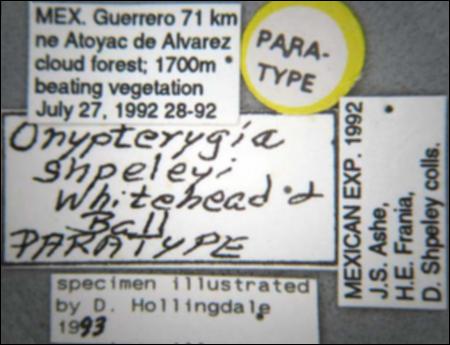 MEX. Guerrero 71 km
ne Atoyac de Alvarez
cloud forest; 1700m
beating vegetation
July 27, 1992 28-92
PARA-
TYPE
Onypterygia
shpeleyi
Whitehead &
Ball
PARATYPE
MEXICAN EXP. 1992
J.S. Ashe,
H.E. Frania,
D. Shpeley colls.
specimen illustrated
by D. Hollingdale
1993